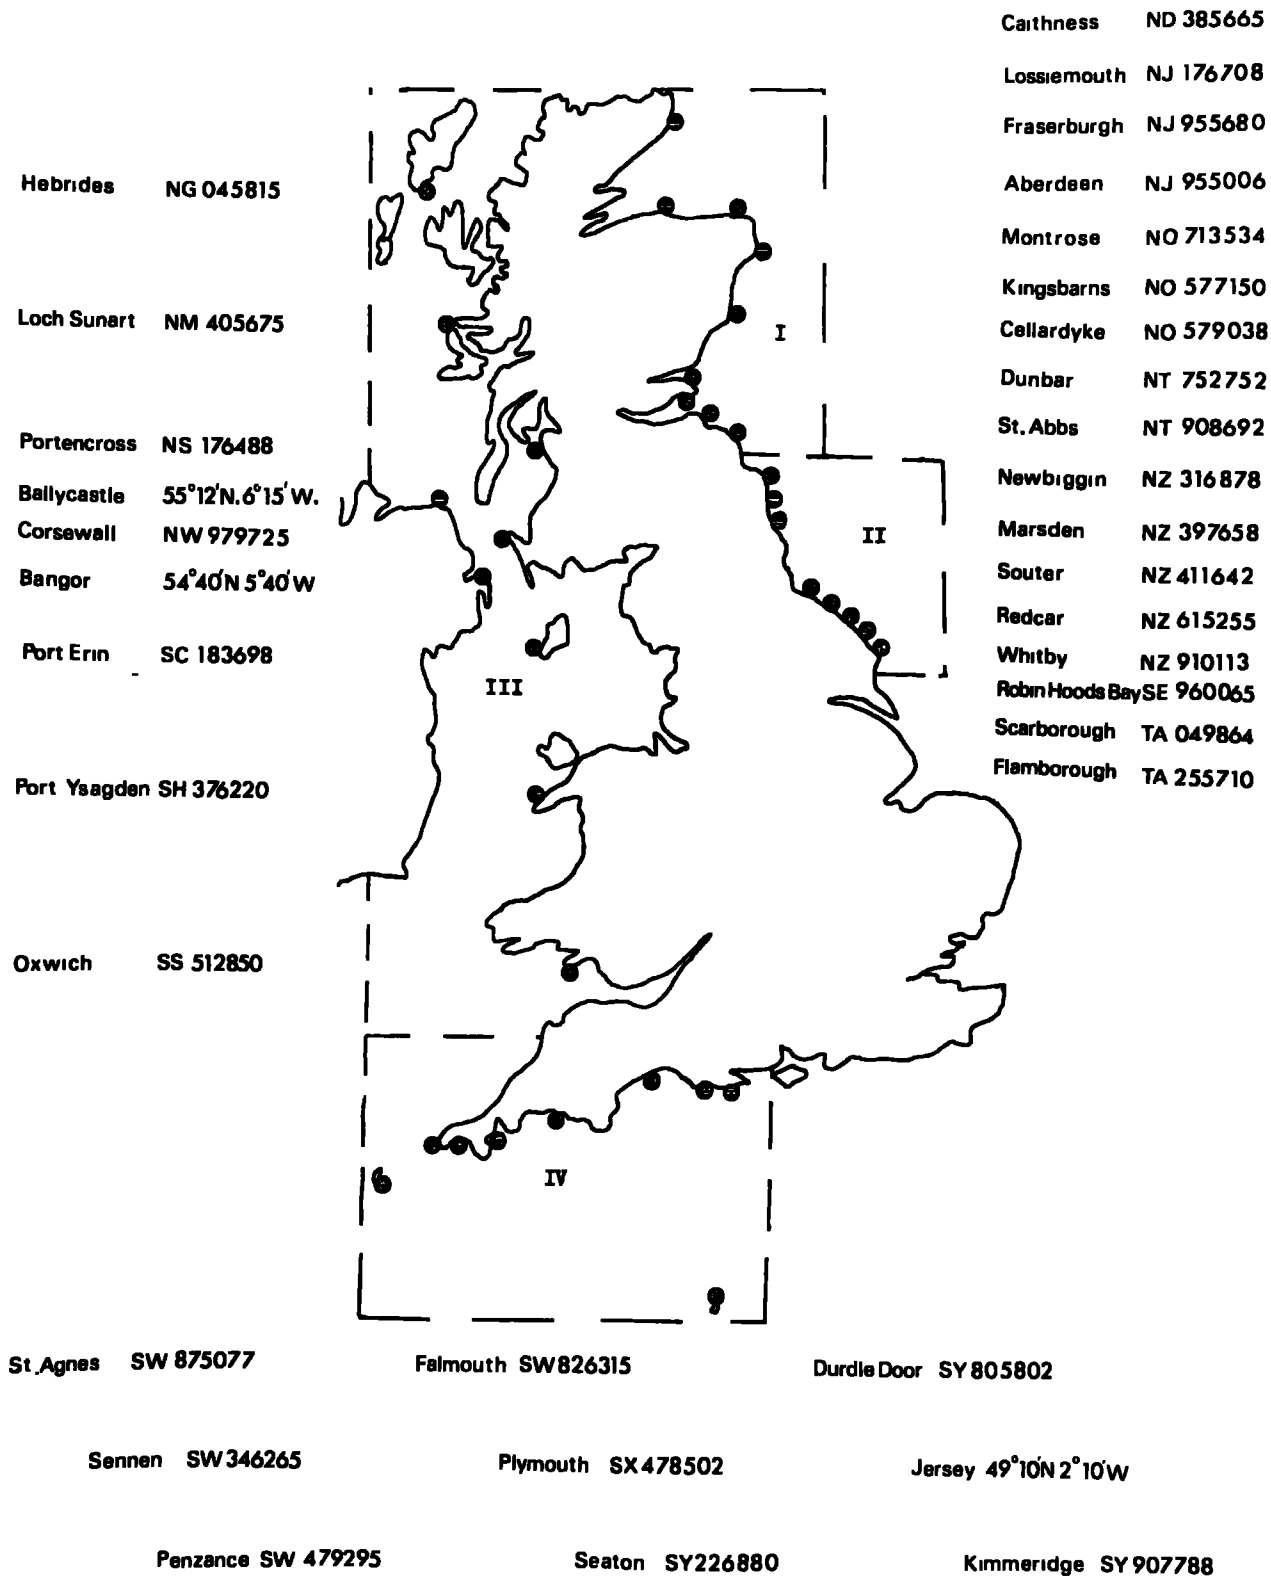 Caithness ND 385665
Lossiemouth NJ 176708
Fraserburgh NJ 955680
Aberdeen NJ 955006
Montrose NO 713534
Kingsbarns NO 577150
Cellardyke NO 579038
Dunbar NT 752752
St. Abbs NT 908692
Newbiggin NZ 316878
Marsden NZ 397658
Souter NZ 411642
Redcar NZ 615255
Whitby NZ 910113
Robin Hoods Bay SE 960065
Scarborough TA 049864
Flamborough TA 255710
Hebrides NG 045815
Loch Sunart NM 405675
Portencross NS 176488
Ballycastle 55°12'N. 6°15' W.
Corsewall NW 979725
Bangor 54°40'N 5°40'W
Port Erin SC 183698
Port Ysagden SH 376220
Oxwich SS 512850
I
II
III
IV
St. Agnes SW 875077
Falmouth SW 826315
Durdle Door SY 805802
Sennen SW 346265
Plymouth SX 478502
Jersey 49°10'N 2°10'W
Penzance SW 479295
Seaton SY226880
Kimmeridge SY 907788